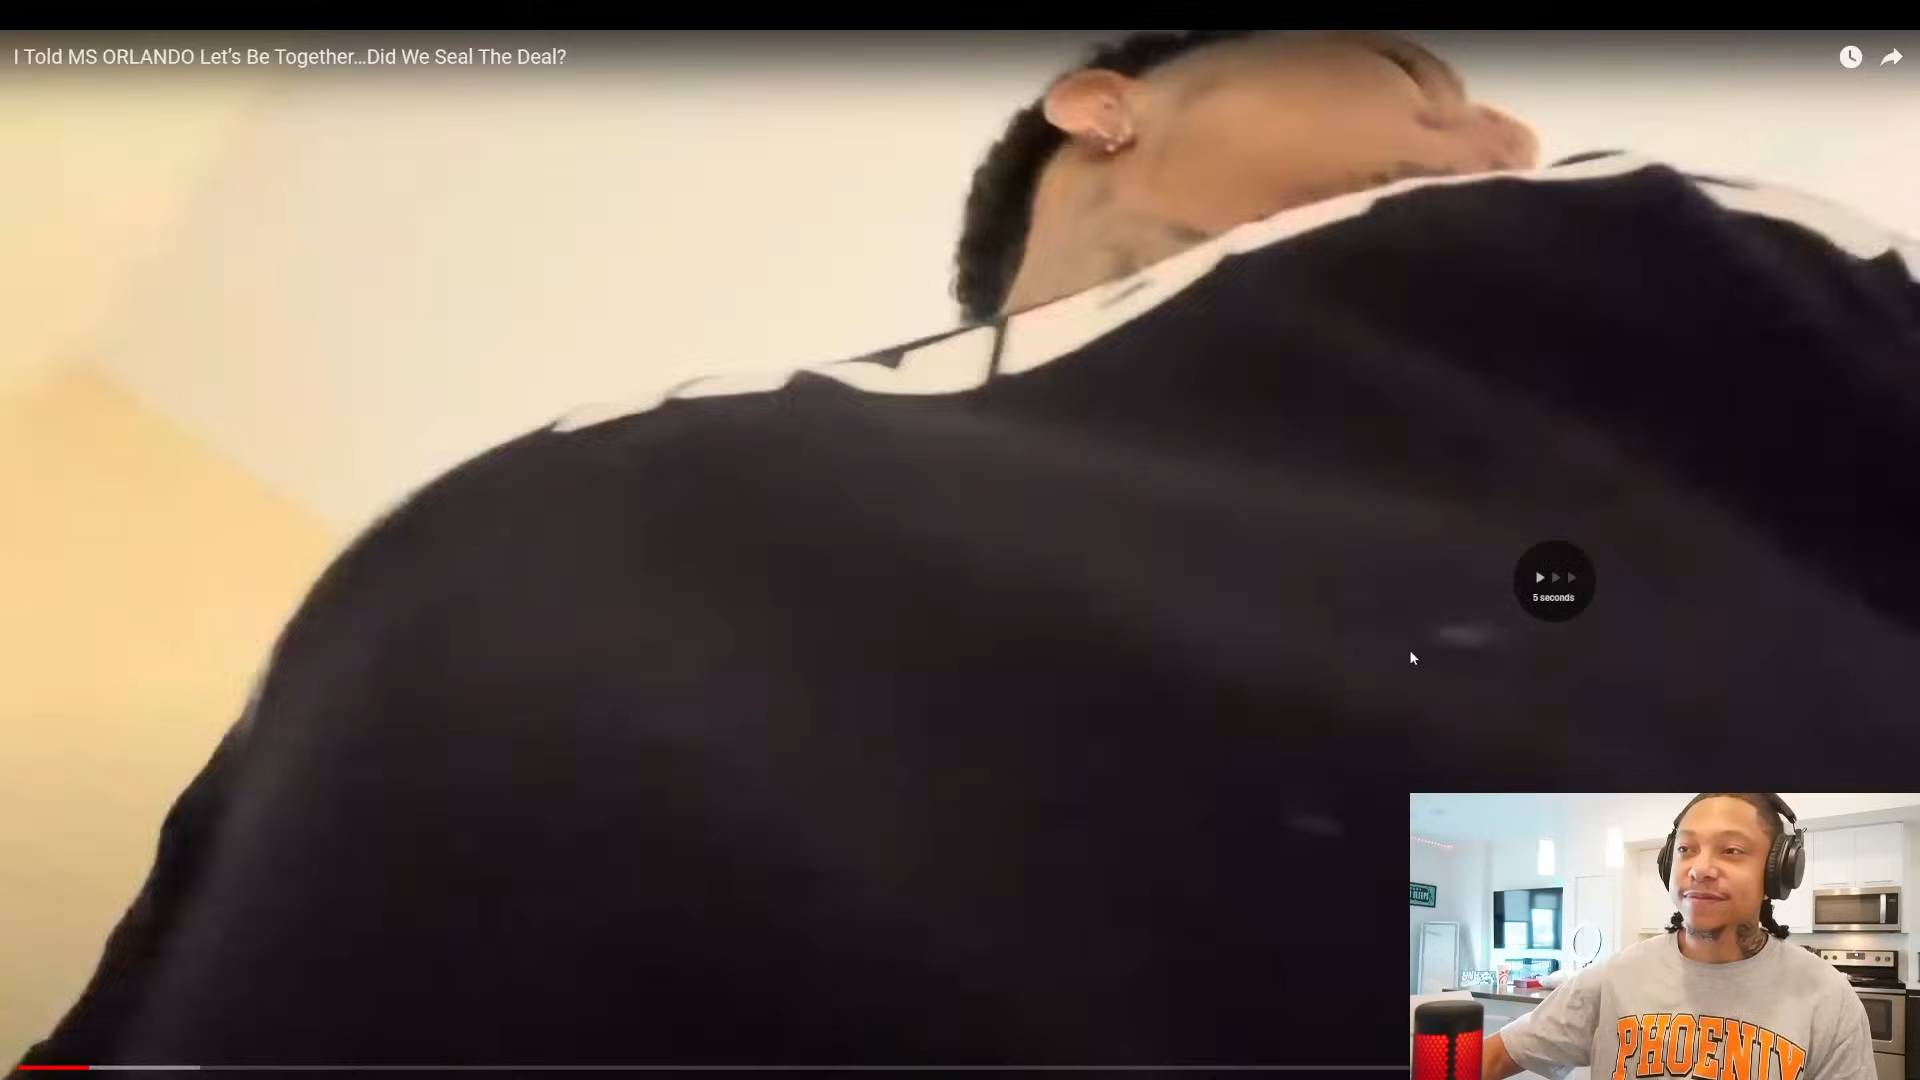 I Told MS ORLANDO Let’s Be Together...Did We Seal The Deal?
5 seconds
PHOENIX